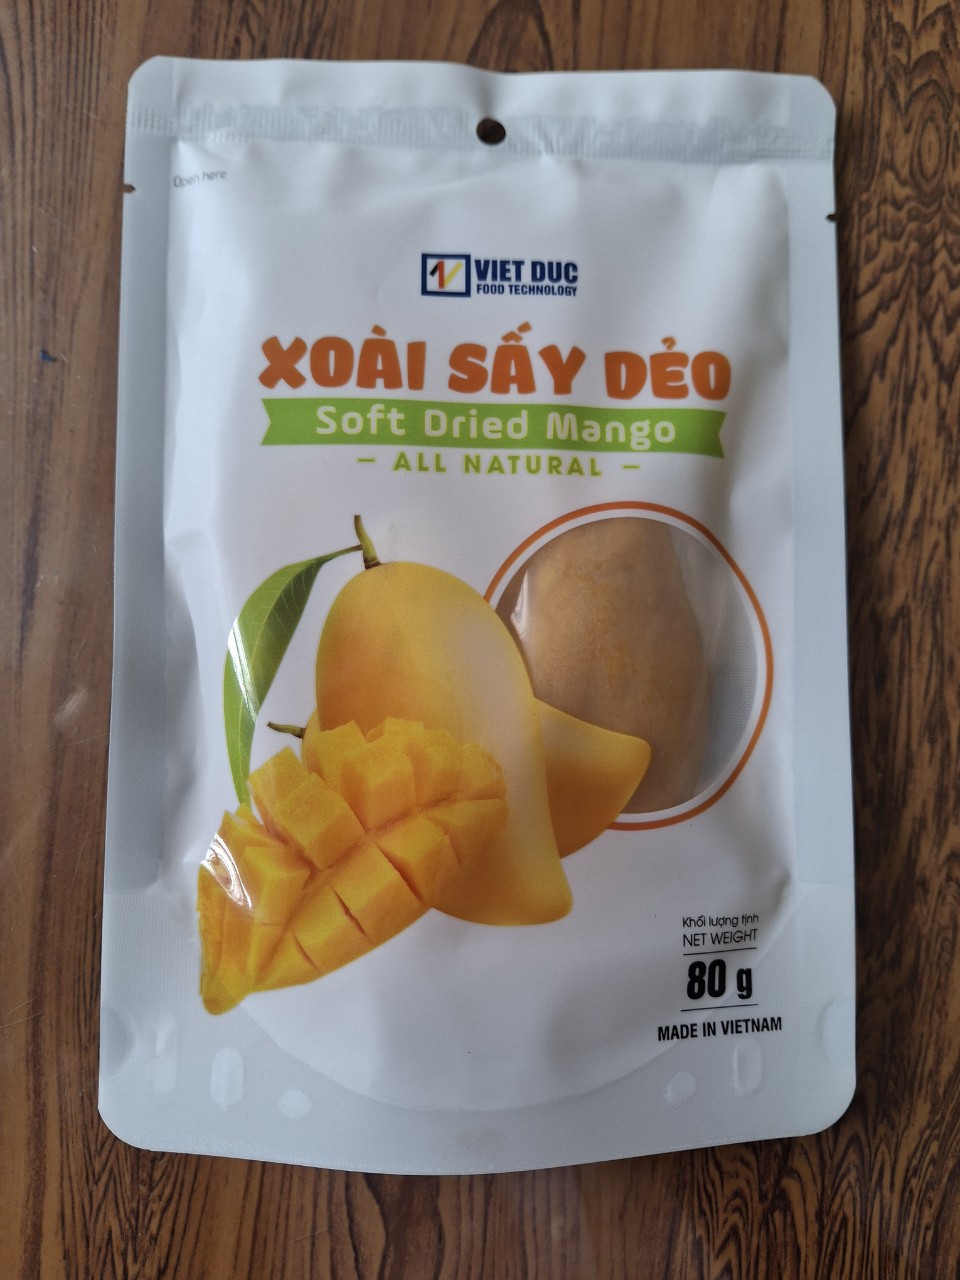 Open here
VIET DUC
FOOD TECHNOLOGY
XOÀI SẤY DẺO
Soft Dried Mango
– ALL NATURAL –
Khối lượng tịnh
NET WEIGHT
80 g
MADE IN VIETNAM